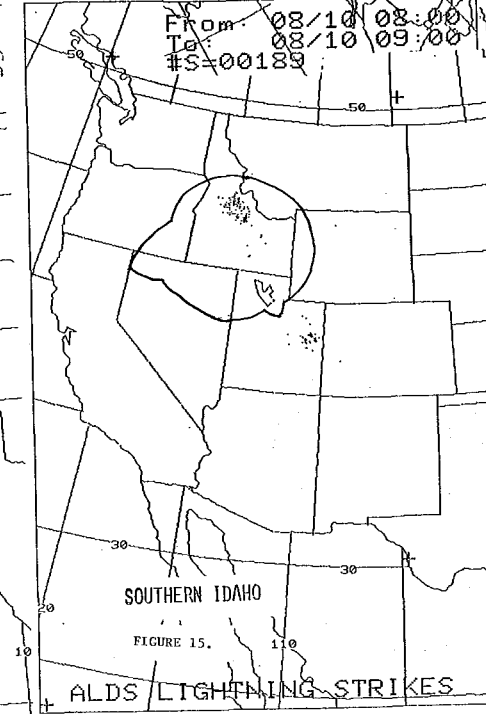 From: 08/10 08:00
To: 08/10 09:00
#S=00189
50
50
30
30
SOUTHERN IDAHO
20
FIGURE 15.
110
10
ALDS LIGHTNING STRIKES